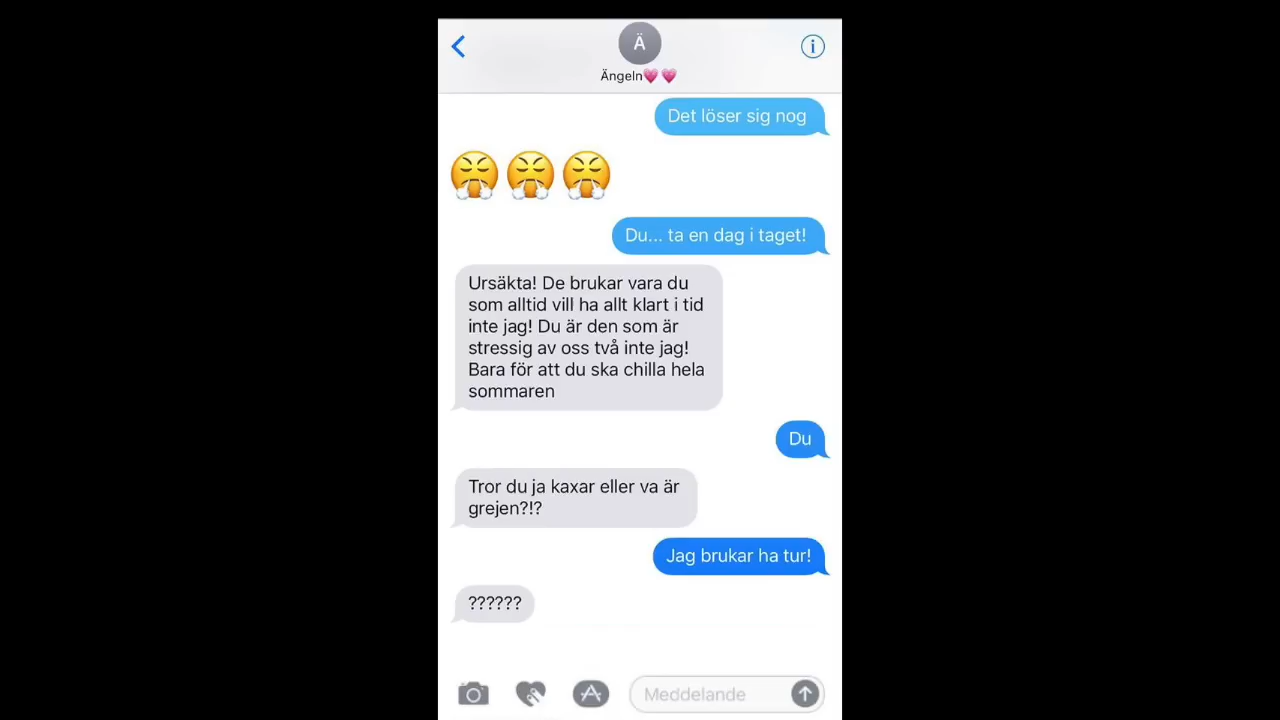 Ä
Ängeln💗💗
Det löser sig nog
😤😤😤
Du... ta en dag i taget!
Ursäkta! De brukar vara du
som alltid vill ha allt klart i tid
inte jag! Du är den som är
stressig av oss två inte jag!
Bara för att du ska chilla hela
sommaren
Du
Tror du ja kaxar eller va är
grejen?!?
Jag brukar ha tur!
??????
Meddelande